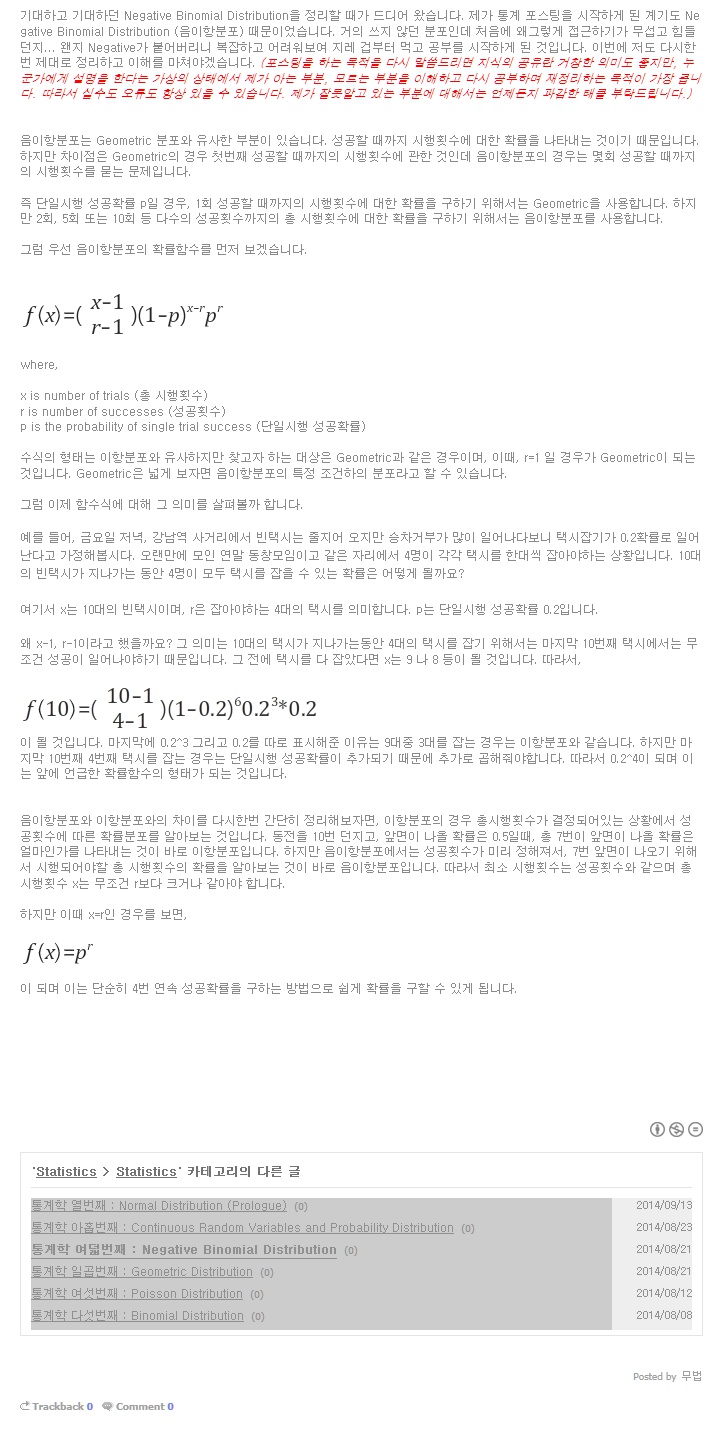 기대하고 기대하던 Negative Binomial Distribution을 정리할 때가 드디어 왔습니다. 제가 통계 포스팅을 시작하게 된 계기도 Ne
gative Binomial Distribution (음이항분포) 때문이었습니다. 거의 쓰지 않던 분포인데 처음에 왜그렇게 접근하기가 무섭고 힘들
던지... 왠지 Negative가 붙어버리니 복잡하고 어려워보여 지레 겁부터 먹고 공부를 시작하게 된 것입니다. 이번에 저도 다시한
번 제대로 정리하고 이해를 마쳐야겠습니다. (포스팅을 하는 목적을 다시 말씀드리면 지식의 공유란 거창한 의미도 좋지만, 누
군가에게 설명을 한다는 가상의 상태에서 제가 아는 부분, 모르는 부분을 이해하고 다시 공부하며 재정리하는 목적이 가장 큽니
다. 따라서 실수도 오류도 항상 있을 수 있습니다. 제가 잘못알고 있는 부분에 대해서는 언제든지 과감한 태클 부탁드립니다.)
음이항분포는 Geometric 분포와 유사한 부분이 있습니다. 성공할 때까지 시행횟수에 대한 확률을 나타내는 것이기 때문입니다.
하지만 차이점은 Geometric의 경우 첫번째 성공할 때까지의 시행횟수에 관한 것인데 음이항분포의 경우는 몇회 성공할 때까지
의 시행횟수를 묻는 문제입니다.
즉 단일시행 성공확률 p일 경우, 1회 성공할 때까지의 시행횟수에 대한 확률을 구하기 위해서는 Geometric을 사용합니다. 하지
만 2회, 5회 또는 10회 등 다수의 성공횟수까지의 총 시행횟수에 대한 확률을 구하기 위해서는 음이항분포를 사용합니다.
그럼 우선 음이항분포의 확률함수를 먼저 보겠습니다.
f(x)=( x-1 r-1 )(1-p)^x-r p^r
where,
x is number of trials (총 시행횟수)
r is number of successes (성공횟수)
p is the probability of single trial success (단일시행 성공확률)
수식의 형태는 이항분포와 유사하지만 찾고자 하는 대상은 Geometric과 같은 경우이며, 이때, r=1 일 경우가 Geometric이 되는
것입니다. Geometric은 넓게 보자면 음이항분포의 특정 조건하의 분포라고 할 수 있습니다.
그럼 이제 함수식에 대해 그 의미를 살펴볼까 합니다.
예를 들어, 금요일 저녁, 강남역 사거리에서 빈택시는 줄지어 오지만 승차거부가 많이 일어나다보니 택시잡기가 0.2확률로 일어
난다고 가정해봅시다. 오랜만에 모인 연말 동창모임이고 같은 자리에서 4명이 각각 택시를 한대씩 잡아야하는 상황입니다. 10대
의 빈택시가 지나가는 동안 4명이 모두 택시를 잡을 수 있는 확률은 어떻게 될까요?
여기서 x는 10대의 빈택시이며, r은 잡아야하는 4대의 택시를 의미합니다. p는 단일시행 성공확률 0.2입니다.
왜 x-1, r-1이라고 했을까요? 그 의미는 10대의 택시가 지나가는동안 4대의 택시를 잡기 위해서는 마지막 10번째 택시에서는 무
조건 성공이 일어나야하기 때문입니다. 그 전에 택시를 다 잡았다면 x는 9 나 8 등이 될 것입니다. 따라서,
f(10)=( 10-1 4-1 )(1-0.2)^6 0.2^3*0.2
이 될 것입니다. 마지막에 0.2^3 그리고 0.2를 따로 표시해준 이유는 9대중 3대를 잡는 경우는 이항분포와 같습니다. 하지만 마
지막 10번째 4번째 택시를 잡는 경우는 단일시행 성공확률이 추가되기 때문에 추가로 곱해줘야합니다. 따라서 0.2^4이 되며 이
는 앞에 언급한 확률함수의 형태가 되는 것입니다.
음이항분포와 이항분포와의 차이를 다시한번 간단히 정리해보자면, 이항분포의 경우 총시행횟수가 결정되어있는 상황에서 성
공횟수에 따른 확률분포를 알아보는 것입니다. 동전을 10번 던지고, 앞면이 나올 확률은 0.5일때, 총 7번이 앞면이 나올 확률은
얼마인가를 나타내는 것이 바로 이항분포입니다. 하지만 음이항분포에서는 성공횟수가 미리 정해져서, 7번 앞면이 나오기 위해
서 시행되어야할 총 시행횟수의 확률을 알아보는 것이 바로 음이항분포입니다. 따라서 최소 시행횟수는 성공횟수와 같으며 총
시행횟수 x는 무조건 r보다 크거나 같아야 합니다.
하지만 이때 x=r인 경우를 보면,
f(x)=p^r
이 되며 이는 단순히 4번 연속 성공확률을 구하는 방법으로 쉽게 확률을 구할 수 있게 됩니다.
'Statistics > Statistics' 카테고리의 다른 글
통계학 열번째 : Normal Distribution (Prologue) (0) 2014/09/13
통계학 아홉번째 : Continuous Random Variables and Probability Distribution (0) 2014/08/23
통계학 여덟번째 : Negative Binomial Distribution (0) 2014/08/21
통계학 일곱번째 : Geometric Distribution (0) 2014/08/21
통계학 여섯번째 : Poisson Distribution (0) 2014/08/12
통계학 다섯번째 : Binomial Distribution (0) 2014/08/08
Posted by 무법
Trackback 0 Comment 0